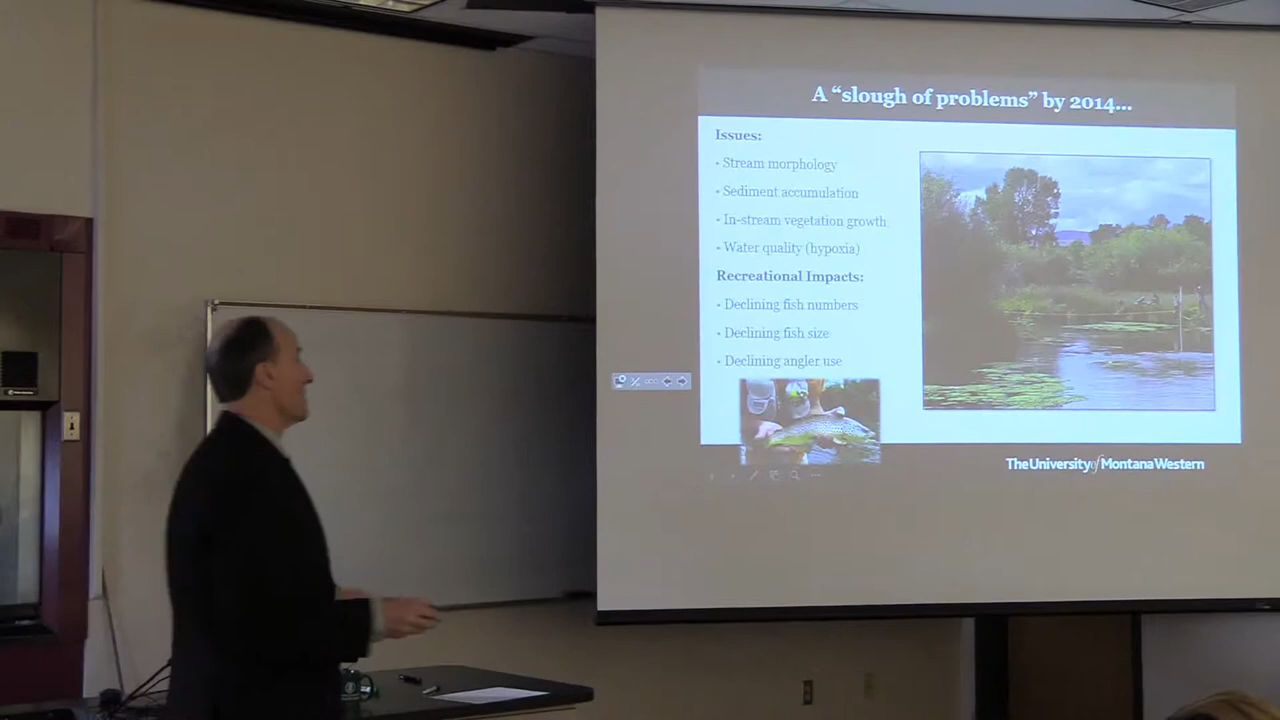 A “slough of problems” by 2014...
Issues:
- Stream morphology
- Sediment accumulation
- In-stream vegetation growth
- Water quality (hypoxia)
Recreational Impacts:
- Declining fish numbers
- Declining fish size
- Declining angler use
The University of Montana Western